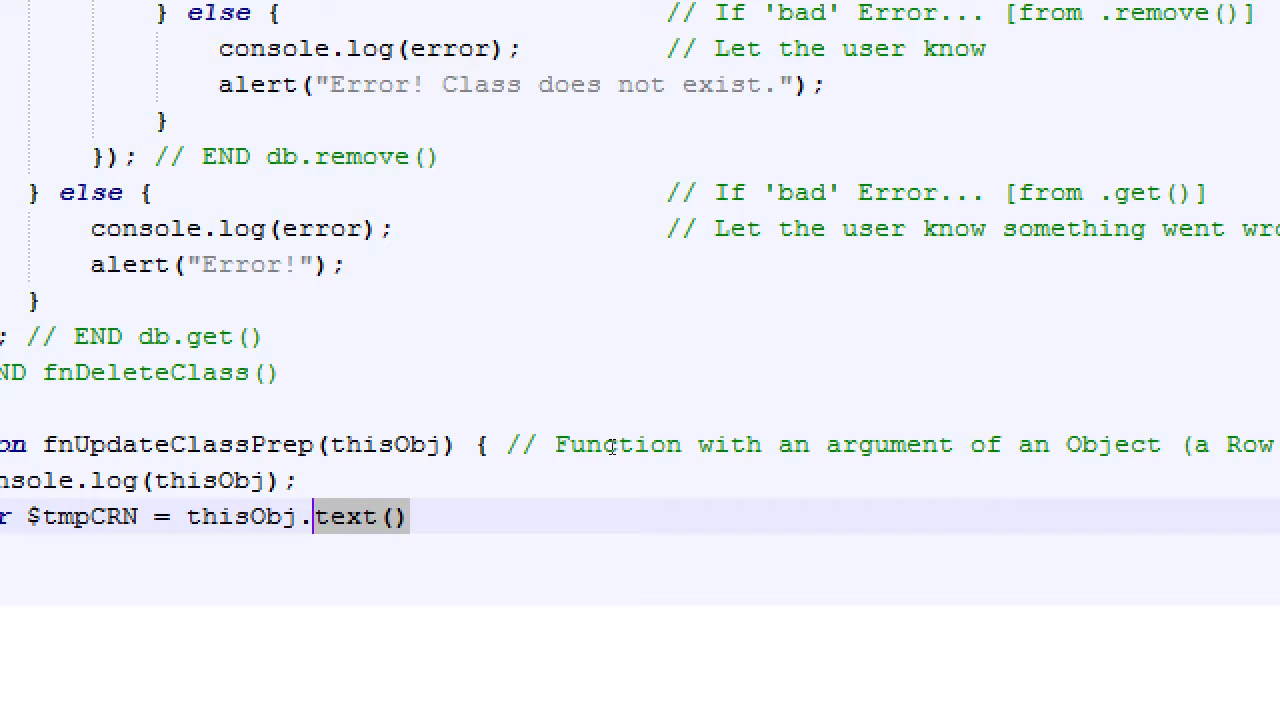 } else { // If 'bad' Error... [from .remove()]
console.log(error); // Let the user know
alert("Error! Class does not exist.");
}
}); // END db.remove()
} else { // If 'bad' Error... [from .get()]
console.log(error); // Let the user know something went wro
alert("Error!");
}
; // END db.get()
ND fnDeleteClass()
on fnUpdateClassPrep(thisObj) { // Function with an argument of an Object (a Row
nsole.log(thisObj);
r $tmpCRN = thisObj.text()